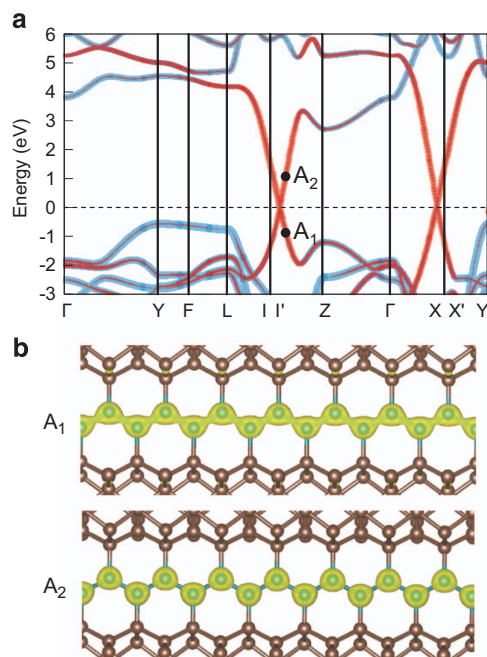 a
6
5
4
3
2
1
0
-1
-2
-3
Energy (eV)
A2
A1
Γ Y F L I I' Z Γ X X' Y
b
A1
A2